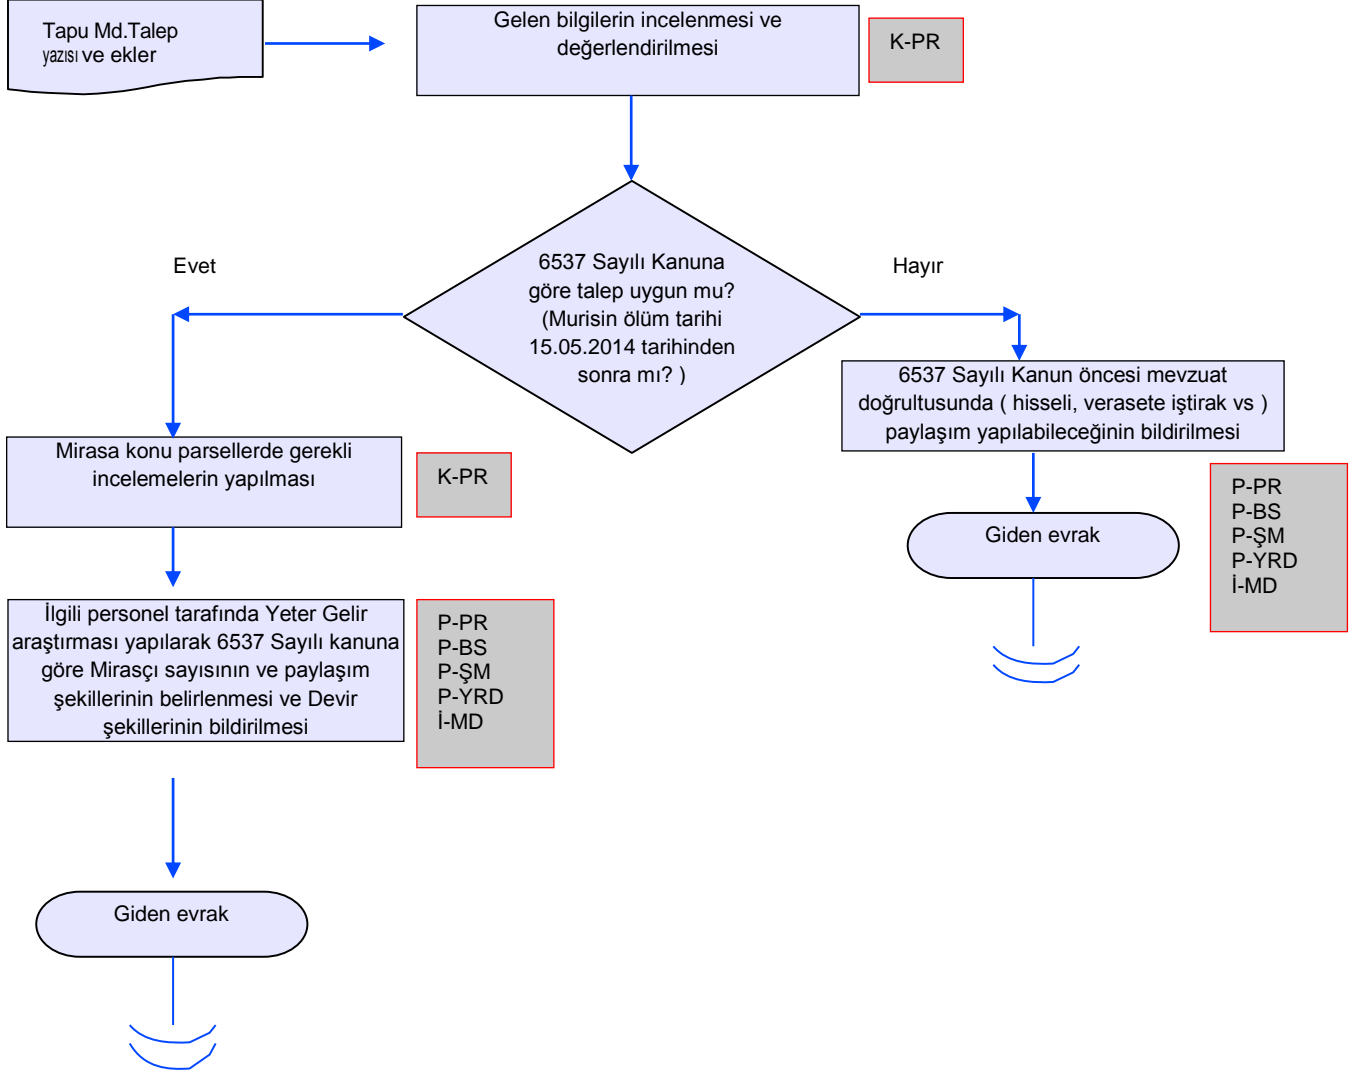 Tapu Md.Talep
yazısı ve ekler
Gelen bilgilerin incelenmesi ve
değerlendirilmesi
K-PR
Evet
6537 Sayılı Kanuna
göre talep uygun mu?
(Murisin ölüm tarihi
15.05.2014 tarihinden
sonra mı? )
Hayır
6537 Sayılı Kanun öncesi mevzuat
doğrultusunda ( hisseli, verasete iştirak vs )
paylaşım yapılabileceğinin bildirilmesi
Mirasa konu parsellerde gerekli
incelemelerin yapılması
K-PR
P-PR
P-BS
P-ŞM
P-YRD
İ-MD
Giden evrak
İlgili personel tarafında Yeter Gelir
araştırması yapılarak 6537 Sayılı kanuna
göre Mirasçı sayısının ve paylaşım
şekillerinin belirlenmesi ve Devir
şekillerinin bildirilmesi
P-PR
P-BS
P-ŞM
P-YRD
İ-MD
Giden evrak